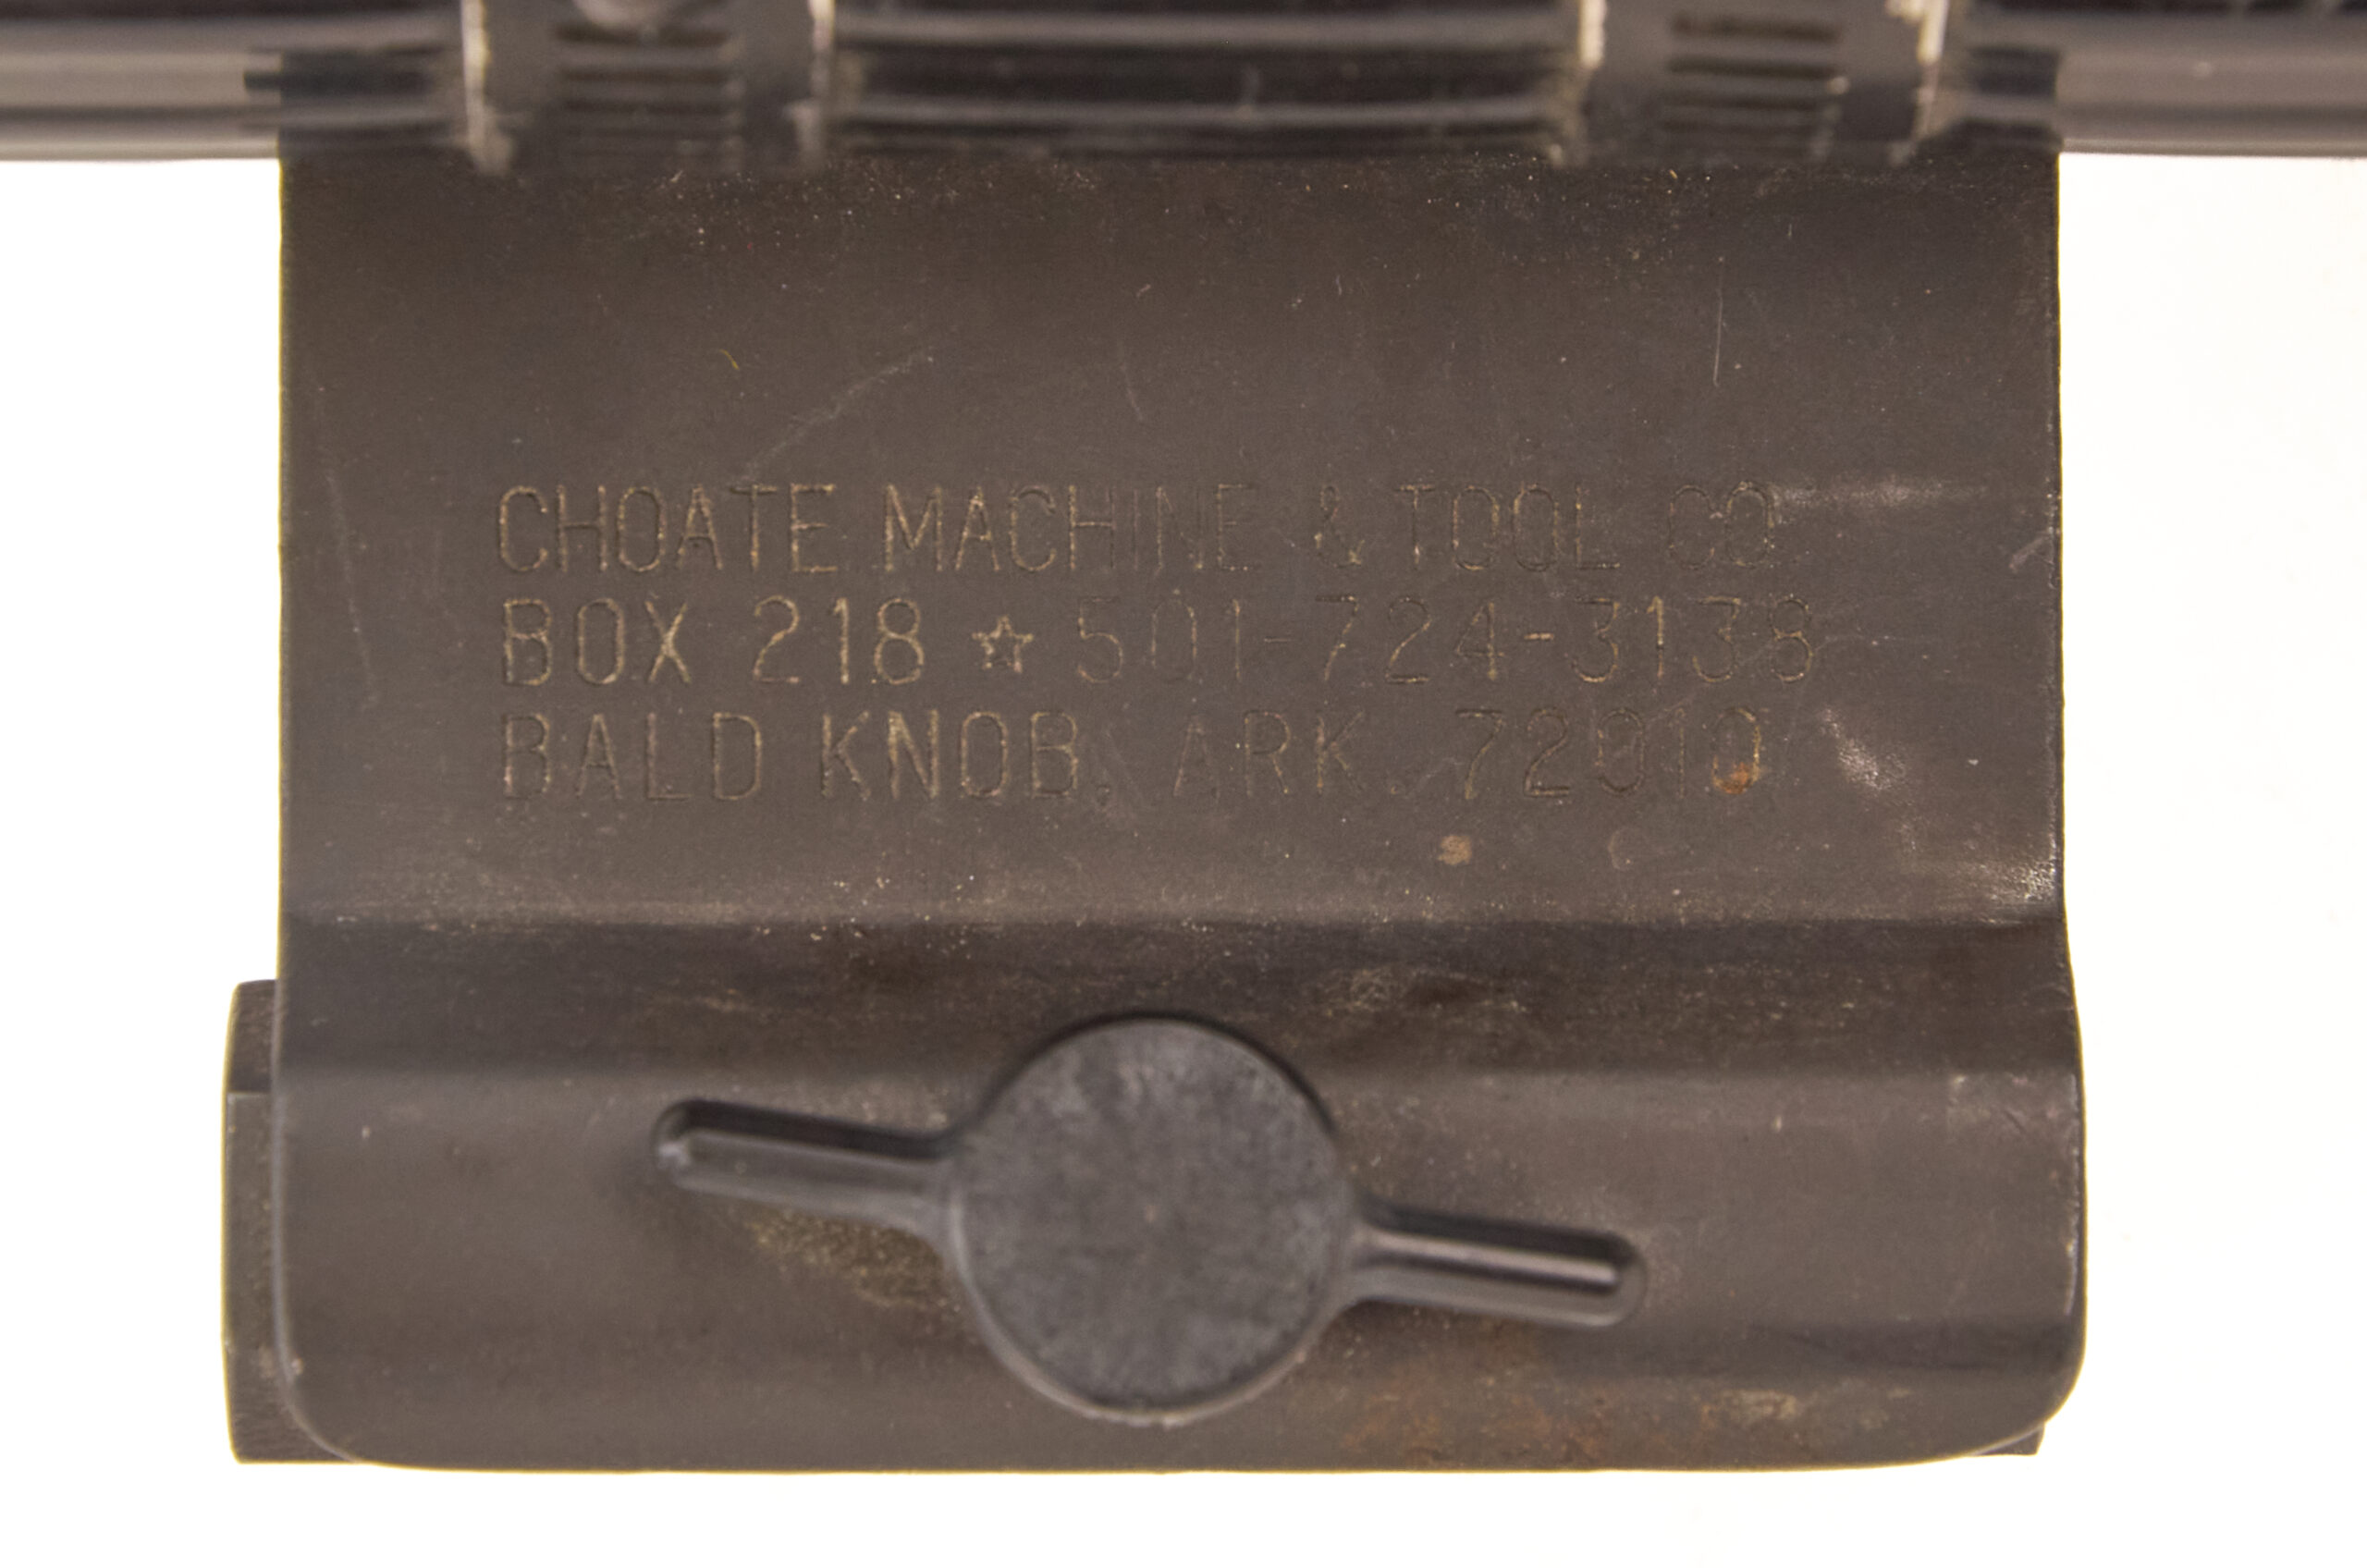 CHOATE MACHINE & TOOL CO
BOX 218 ☆ 501-724-3138
BALD KNOB, ARK. 72010